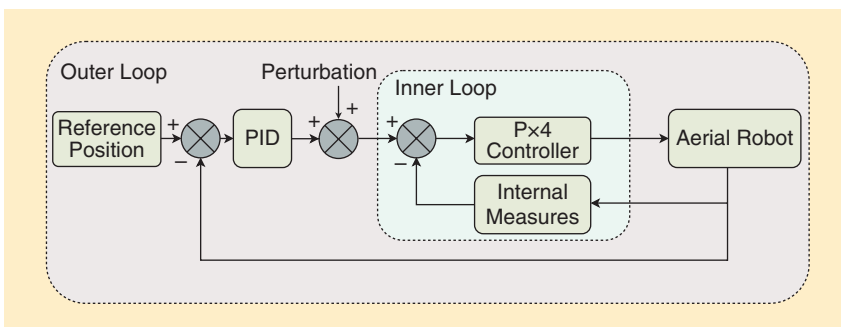 Outer Loop
Perturbation
Inner Loop
Reference
Position
+
−
PID
+
+
+
−
P×4
Controller
Aerial Robot
Internal
Measures